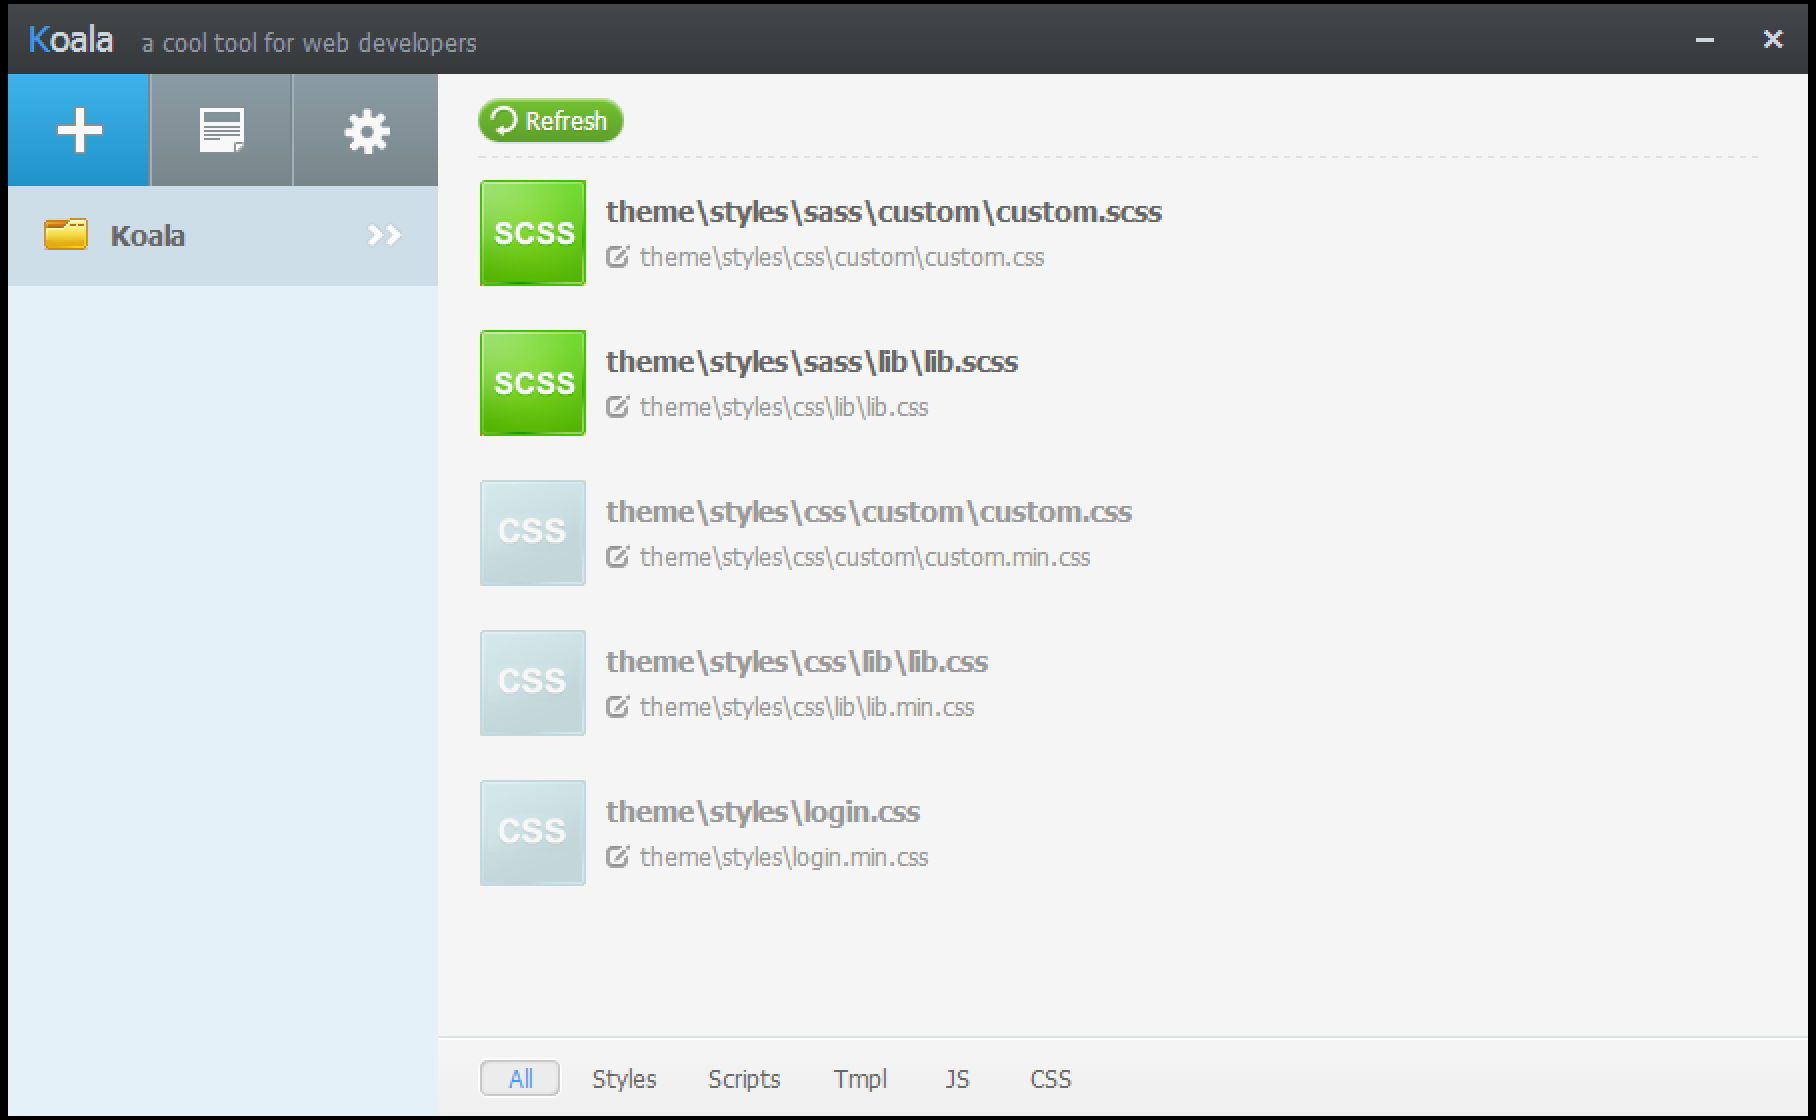 Koala a cool tool for web developers
Refresh
Koala
SCSS
theme\styles\sass\custom\custom.scss
theme\styles\css\custom\custom.css
SCSS
theme\styles\sass\lib\lib.scss
theme\styles\css\lib\lib.css
CSS
theme\styles\css\custom\custom.css
theme\styles\css\custom\custom.min.css
CSS
theme\styles\css\lib\lib.css
theme\styles\css\lib\lib.min.css
CSS
theme\styles\login.css
theme\styles\login.min.css
All Styles Scripts Tmpl JS CSS